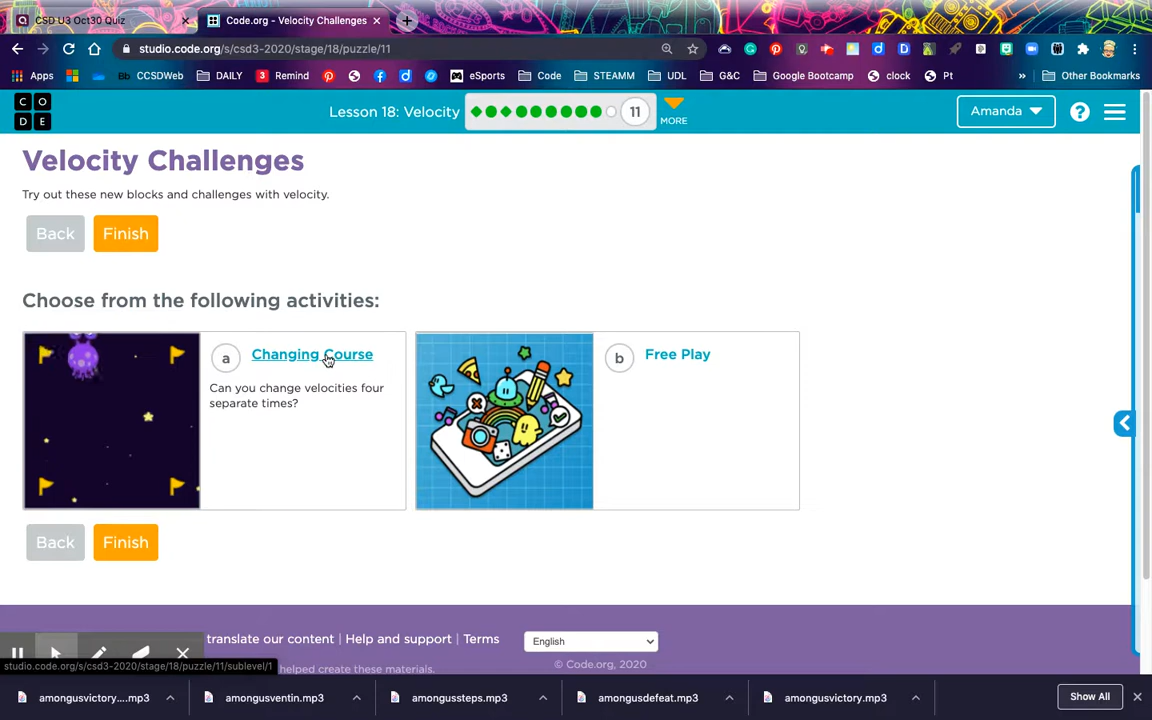 CSD U3 Oct30 Quiz
Code.org - Velocity Challenges
studio.code.org/s/csd3-2020/stage/18/puzzle/11
Apps
Bb CCSDWeb
DAILY
3 Remind
eSports
Code
STEAMM
UDL
G&C
Google Bootcamp
clock
Pt
»
Other Bookmarks
C O
D E
Lesson 18: Velocity
11
MORE
Amanda
?
Velocity Challenges
Try out these new blocks and challenges with velocity.
Back
Finish
Choose from the following activities:
a
Changing Course
Can you change velocities four
separate times?
b
Free Play
Back
Finish
translate our content | Help and support | Terms
English
helped create these materials.
© Code.org, 2020
studio.code.org/s/csd3-2020/stage/18/puzzle/11/sublevel/1
amongusvictory....mp3
amongusventin.mp3
amongussteps.mp3
amongusdefeat.mp3
amongusvictory.mp3
Show All